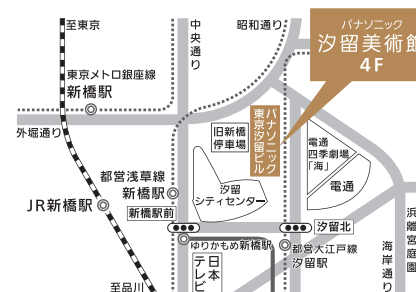 至東京
中央通り
昭和通り
パナソニック
汐留美術館
4F
東京メトロ銀座線
新橋駅
外堀通り
旧新橋
停車場
パナソニック
東京汐留ビル
電通
四季劇場
「海」
電通
都営浅草線
新橋駅
汐留
シティセンター
JR新橋駅
新橋駅前
汐留北
ゆりかもめ新橋駅
都営大江戸線
汐留駅
日本
テレビ
海岸通り
浜離宮庭園
至品川